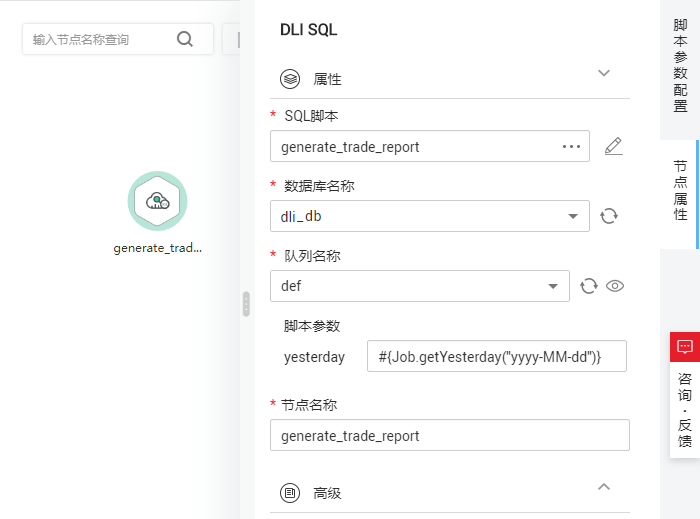 输入节点名称查询
generate_trad...
DLI SQL
属性
* SQL脚本
generate_trade_report
* 数据库名称
dli_db
* 队列名称
def
脚本参数
yesterday
#{Job.getYesterday("yyyy-MM-dd")}
* 节点名称
generate_trade_report
高级
脚本参数配置
节点属性
咨询·反馈